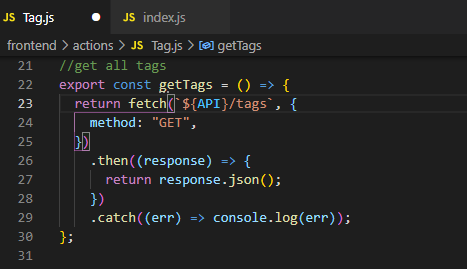 JS Tag.js ● JS index.js
frontend > actions > JS Tag.js > getTags
21 //get all tags
22 export const getTags = () => {
23   return fetch(`${API}/tags`, {
24     method: "GET",
25   })
26     .then((response) => {
27       return response.json();
28     })
29     .catch((err) => console.log(err));
30 };
31